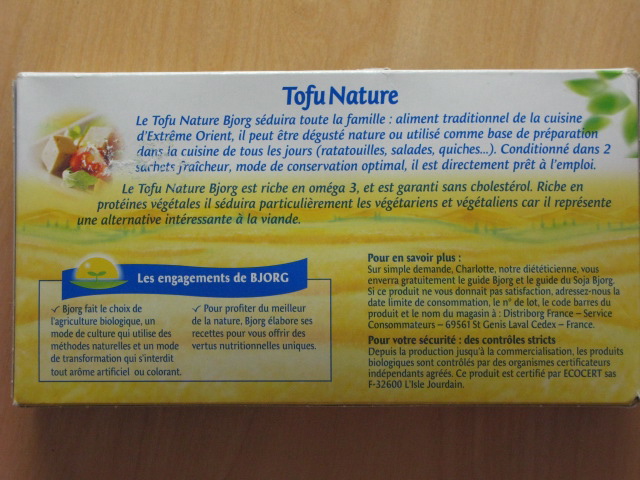 Tofu Nature
Le Tofu Nature Bjorg séduira toute la famille : aliment traditionnel de la cuisine
d'Extrême Orient, il peut être dégusté nature ou utilisé comme base de préparation
dans la cuisine de tous les jours (ratatouilles, salades, quiches...). Conditionné dans 2
sachets fraîcheur, mode de conservation optimal, il est directement prêt à l'emploi.
Le Tofu Nature Bjorg est riche en oméga 3, et est garanti sans cholestérol. Riche en
protéines végétales il séduira particulièrement les végétariens et végétaliens car il représente
une alternative intéressante à la viande.
Les engagements de BJORG
✓ Bjorg fait le choix de
l'agriculture biologique, un
mode de culture qui utilise des
méthodes naturelles et un mode
de transformation qui s'interdit
tout arôme artificiel ou colorant.
✓ Pour profiter du meilleur
de la nature, Bjorg élabore ses
recettes pour vous offrir des
vertus nutritionnelles uniques.
Pour en savoir plus :
Sur simple demande, Charlotte, notre diététicienne, vous
enverra gratuitement le guide Bjorg et le guide du Soja Bjorg.
Si ce produit ne vous donnait pas satisfaction, adressez-nous la
date limite de consommation, le n° de lot, le code barres du
produit et le nom du magasin à : Distriborg France – Service
Consommateurs – 69561 St Genis Laval Cedex – France.
Pour votre sécurité : des contrôles stricts
Depuis la production jusqu'à la commercialisation, les produits
biologiques sont contrôlés par des organismes certificateurs
indépendants agréés. Ce produit est certifié par ECOCERT sas
F-32600 L'Isle Jourdain.